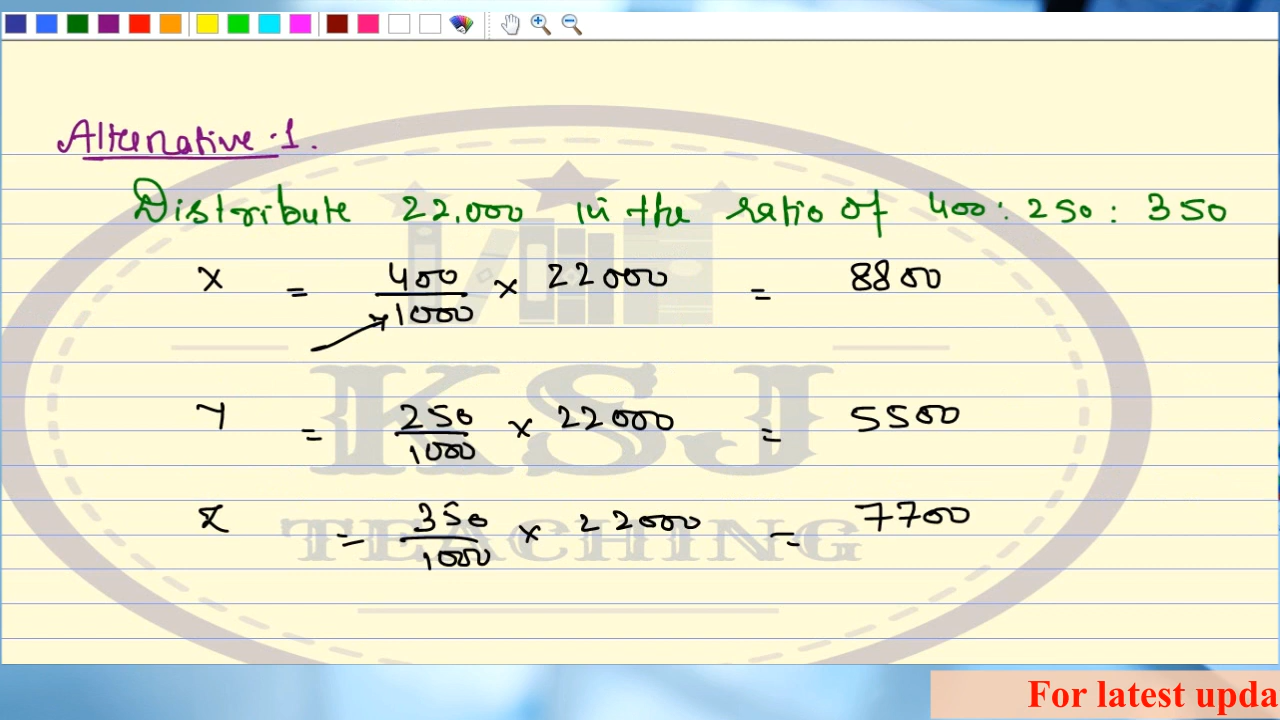 Alternative·1.
Distribute 22,000 in the ratio of 400 : 250 : 350
X = 400/1000 × 22000 = 8800
KSJ
Y = 250/1000 × 22000 = 5500
Z = 350/1000 × 22000 = 7700
TEACHING
For latest upda